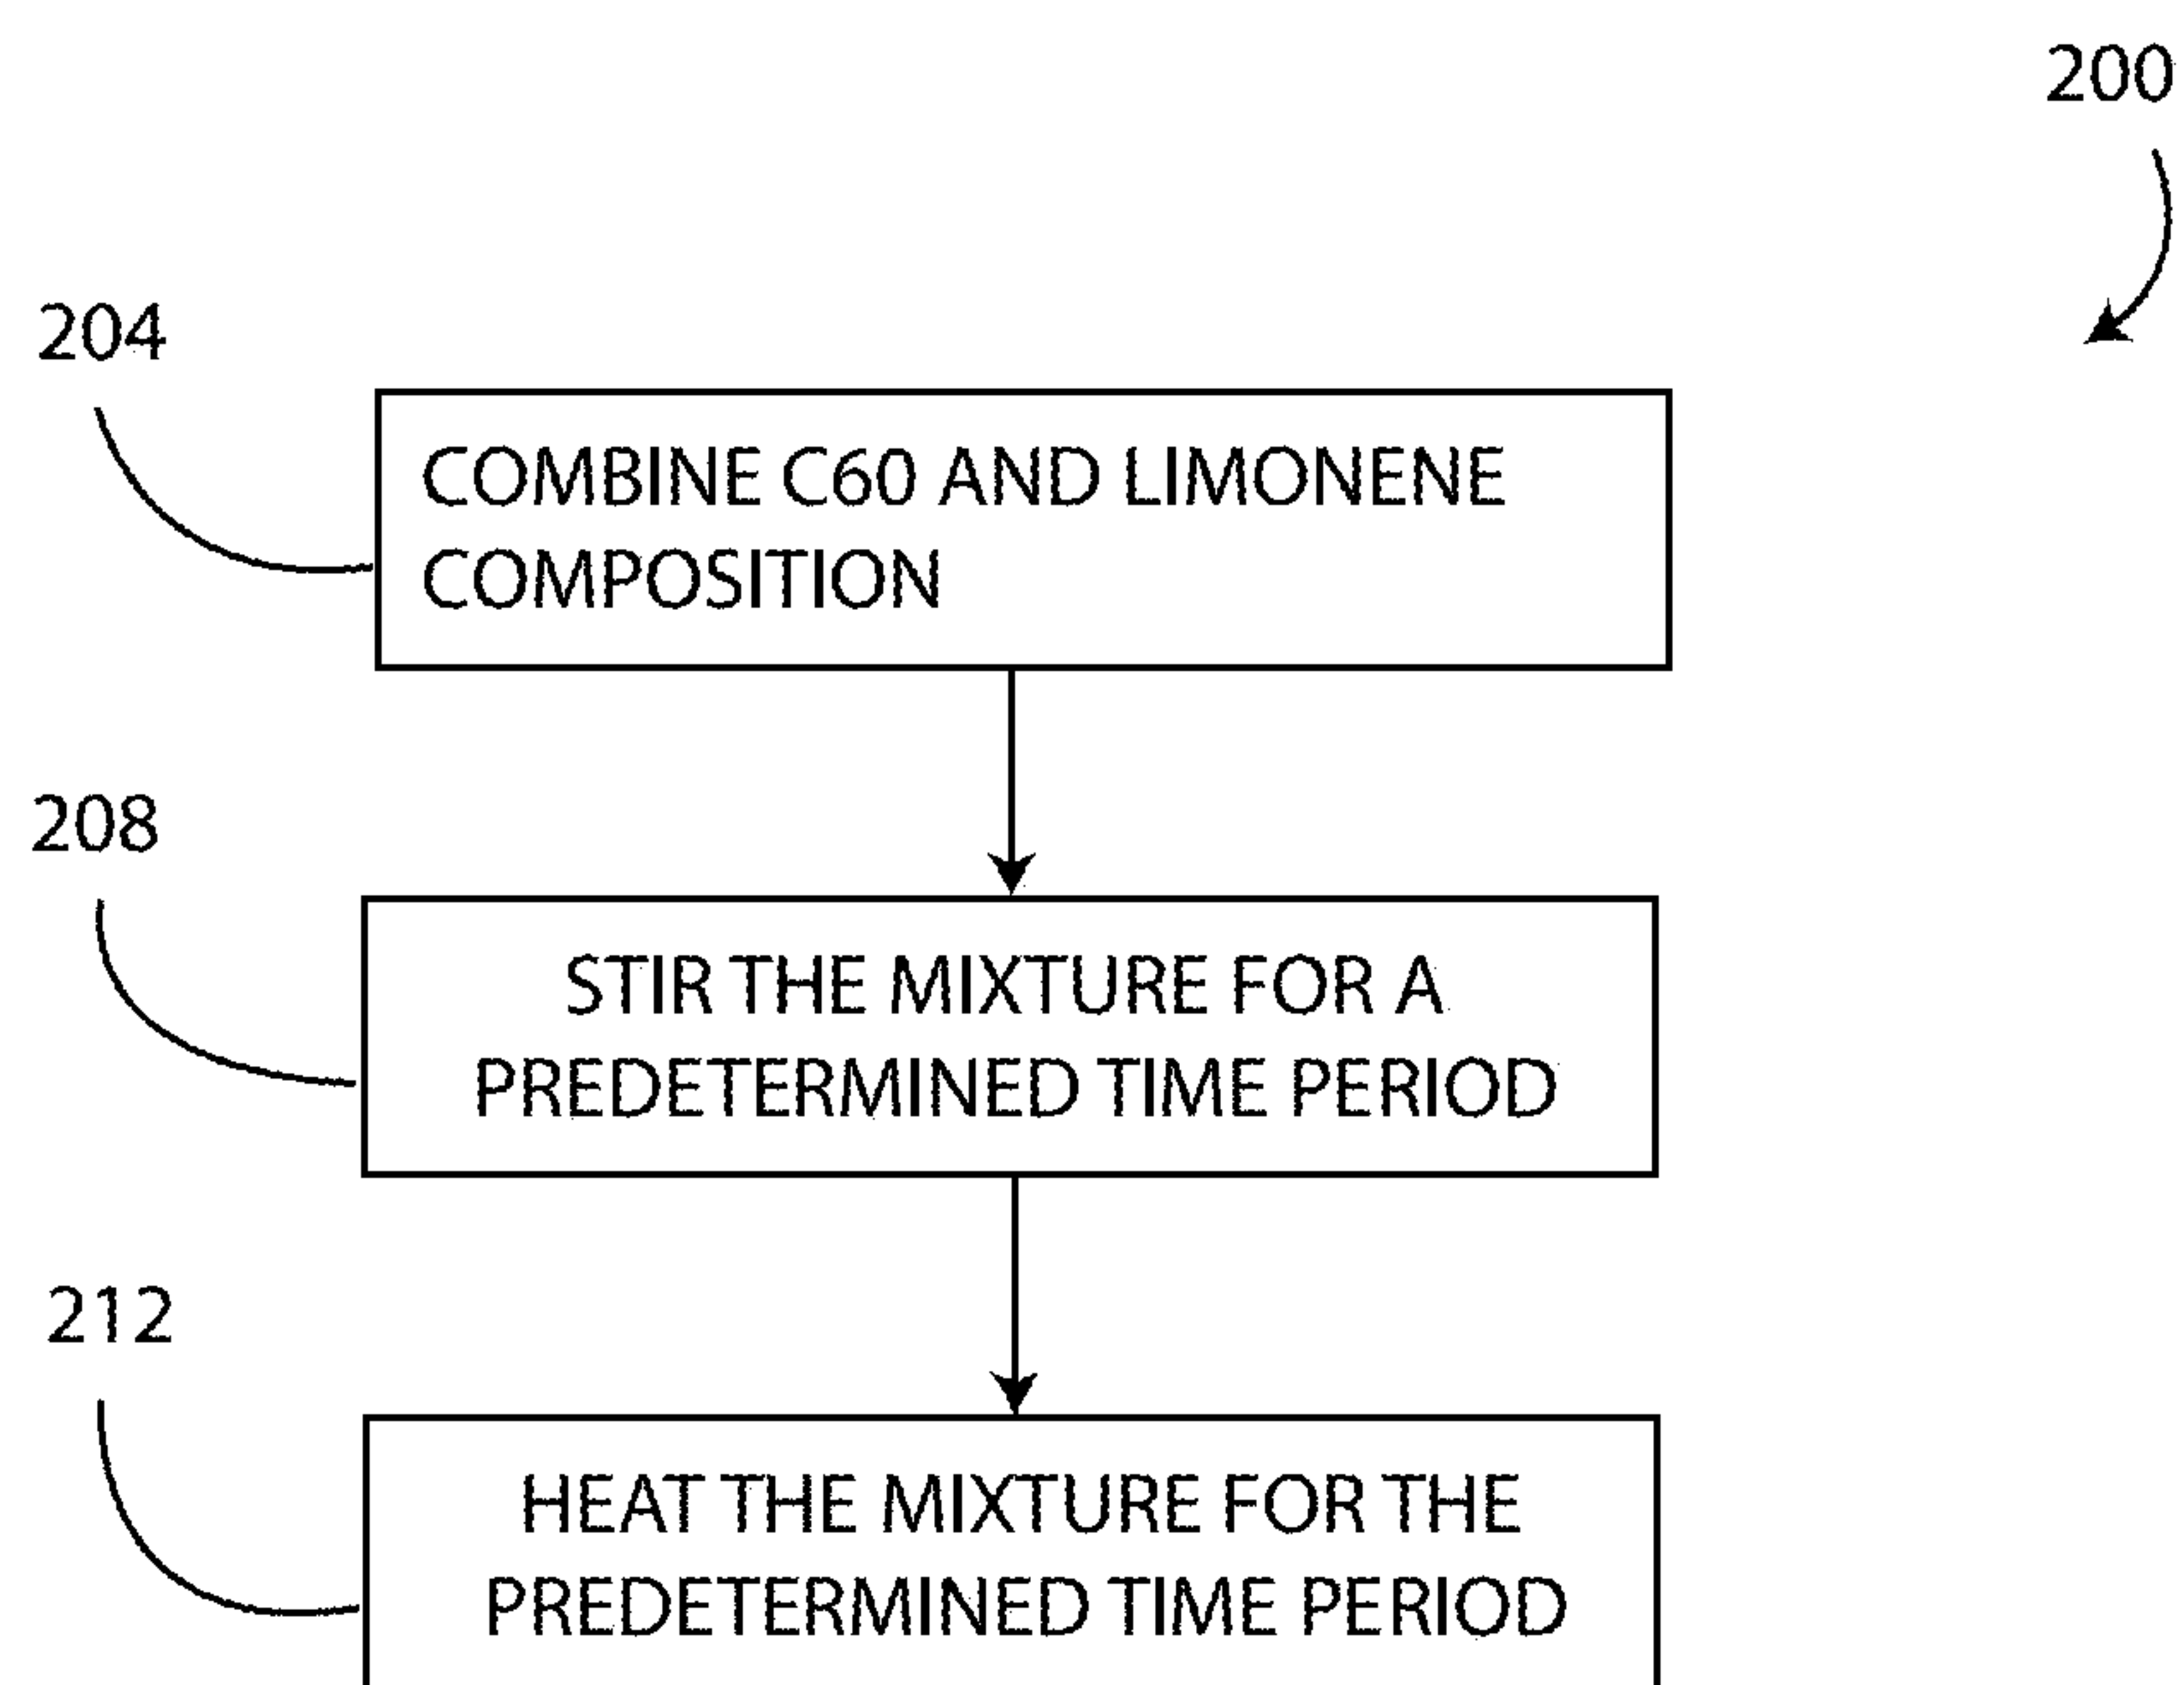 200
204
COMBINE C60 AND LIMONENE
COMPOSITION
208
STIR THE MIXTURE FOR A
PREDETERMINED TIME PERIOD
212
HEAT THE MIXTURE FOR THE
PREDETERMINED TIME PERIOD